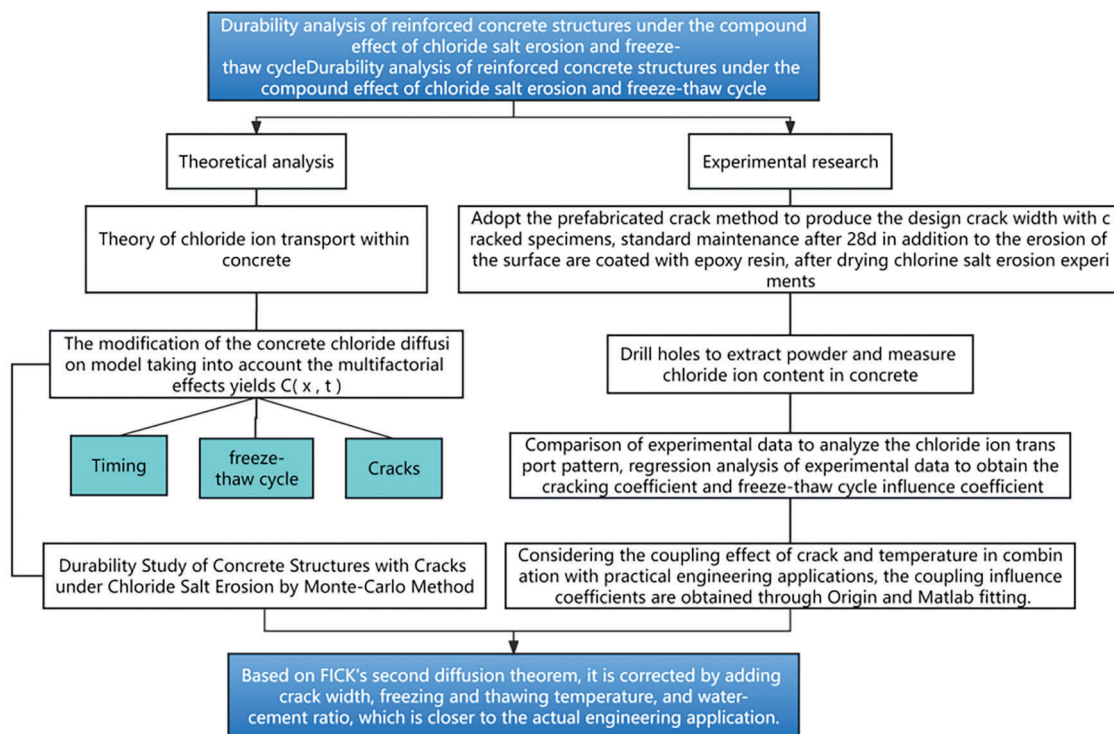 Durability analysis of reinforced concrete structures under the compound
effect of chloride salt erosion and freeze-
thaw cycleDurability analysis of reinforced concrete structures under the
compound effect of chloride salt erosion and freeze-thaw cycle
Theoretical analysis
Experimental research
Theory of chloride ion transport within
concrete
Adopt the prefabricated crack method to produce the design crack width with c
racked specimens, standard maintenance after 28d in addition to the erosion of
the surface are coated with epoxy resin, after drying chlorine salt erosion experi
ments
The modification of the concrete chloride diffusi
on model taking into account the multifactorial
effects yields C( x , t )
Drill holes to extract powder and measure
chloride ion content in concrete
Timing
freeze-
thaw cycle
Cracks
Comparison of experimental data to analyze the chloride ion trans
port pattern, regression analysis of experimental data to obtain the
cracking coefficient and freeze-thaw cycle influence coefficient
Durability Study of Concrete Structures with Cracks
under Chloride Salt Erosion by Monte-Carlo Method
Considering the coupling effect of crack and temperature in combin
ation with practical engineering applications, the coupling influence
coefficients are obtained through Origin and Matlab fitting.
Based on FICK's second diffusion theorem, it is corrected by adding
crack width, freezing and thawing temperature, and water-
cement ratio, which is closer to the actual engineering application.